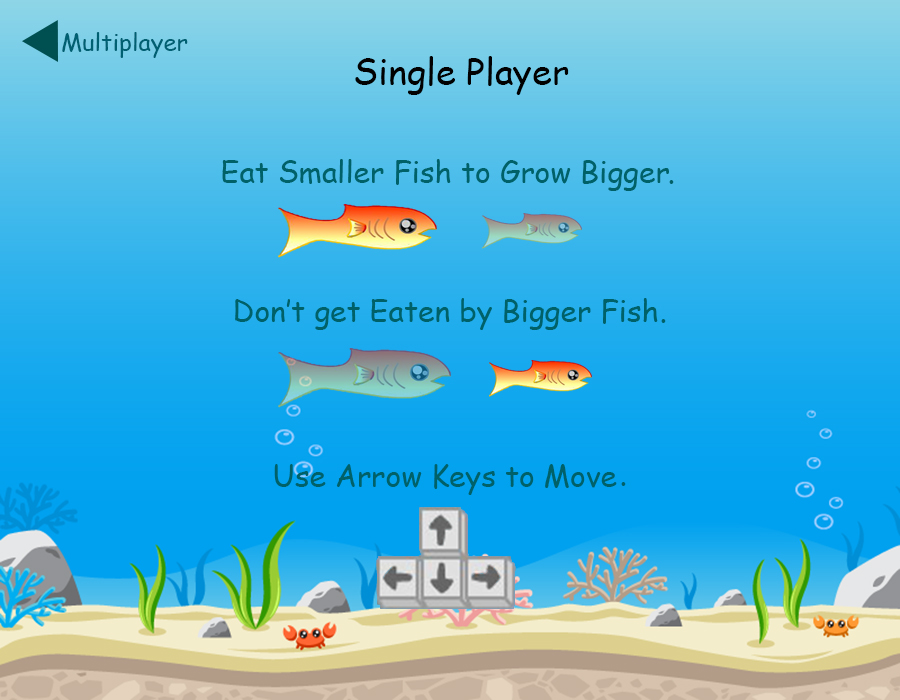 Multiplayer
Single Player
Eat Smaller Fish to Grow Bigger.
Don't get Eaten by Bigger Fish.
Use Arrow Keys to Move.